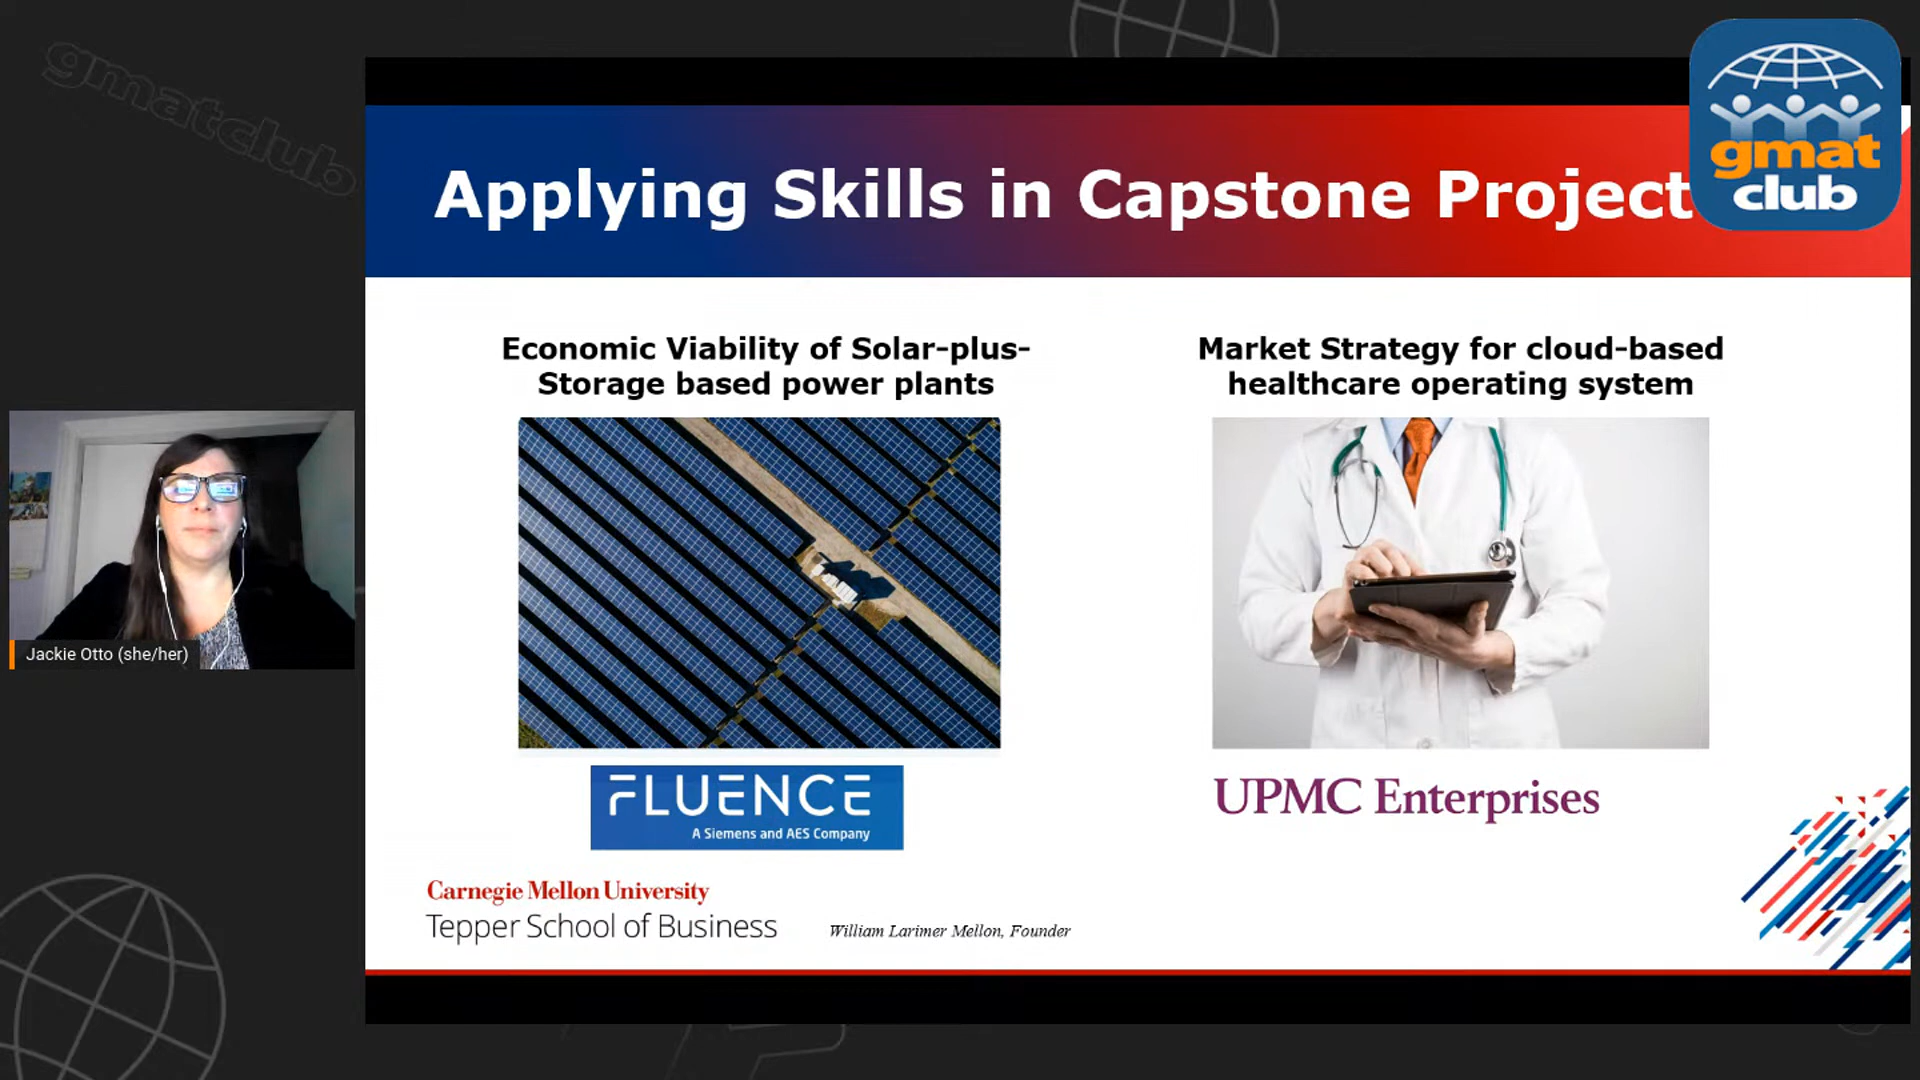 gmatclub
gmat
club
Applying Skills in Capstone Project
Economic Viability of Solar-plus-
Storage based power plants
Market Strategy for cloud-based
healthcare operating system
Jackie Otto (she/her)
FLUENCE
A Siemens and AES Company
UPMC Enterprises
Carnegie Mellon University
Tepper School of Business
William Larimer Mellon, Founder